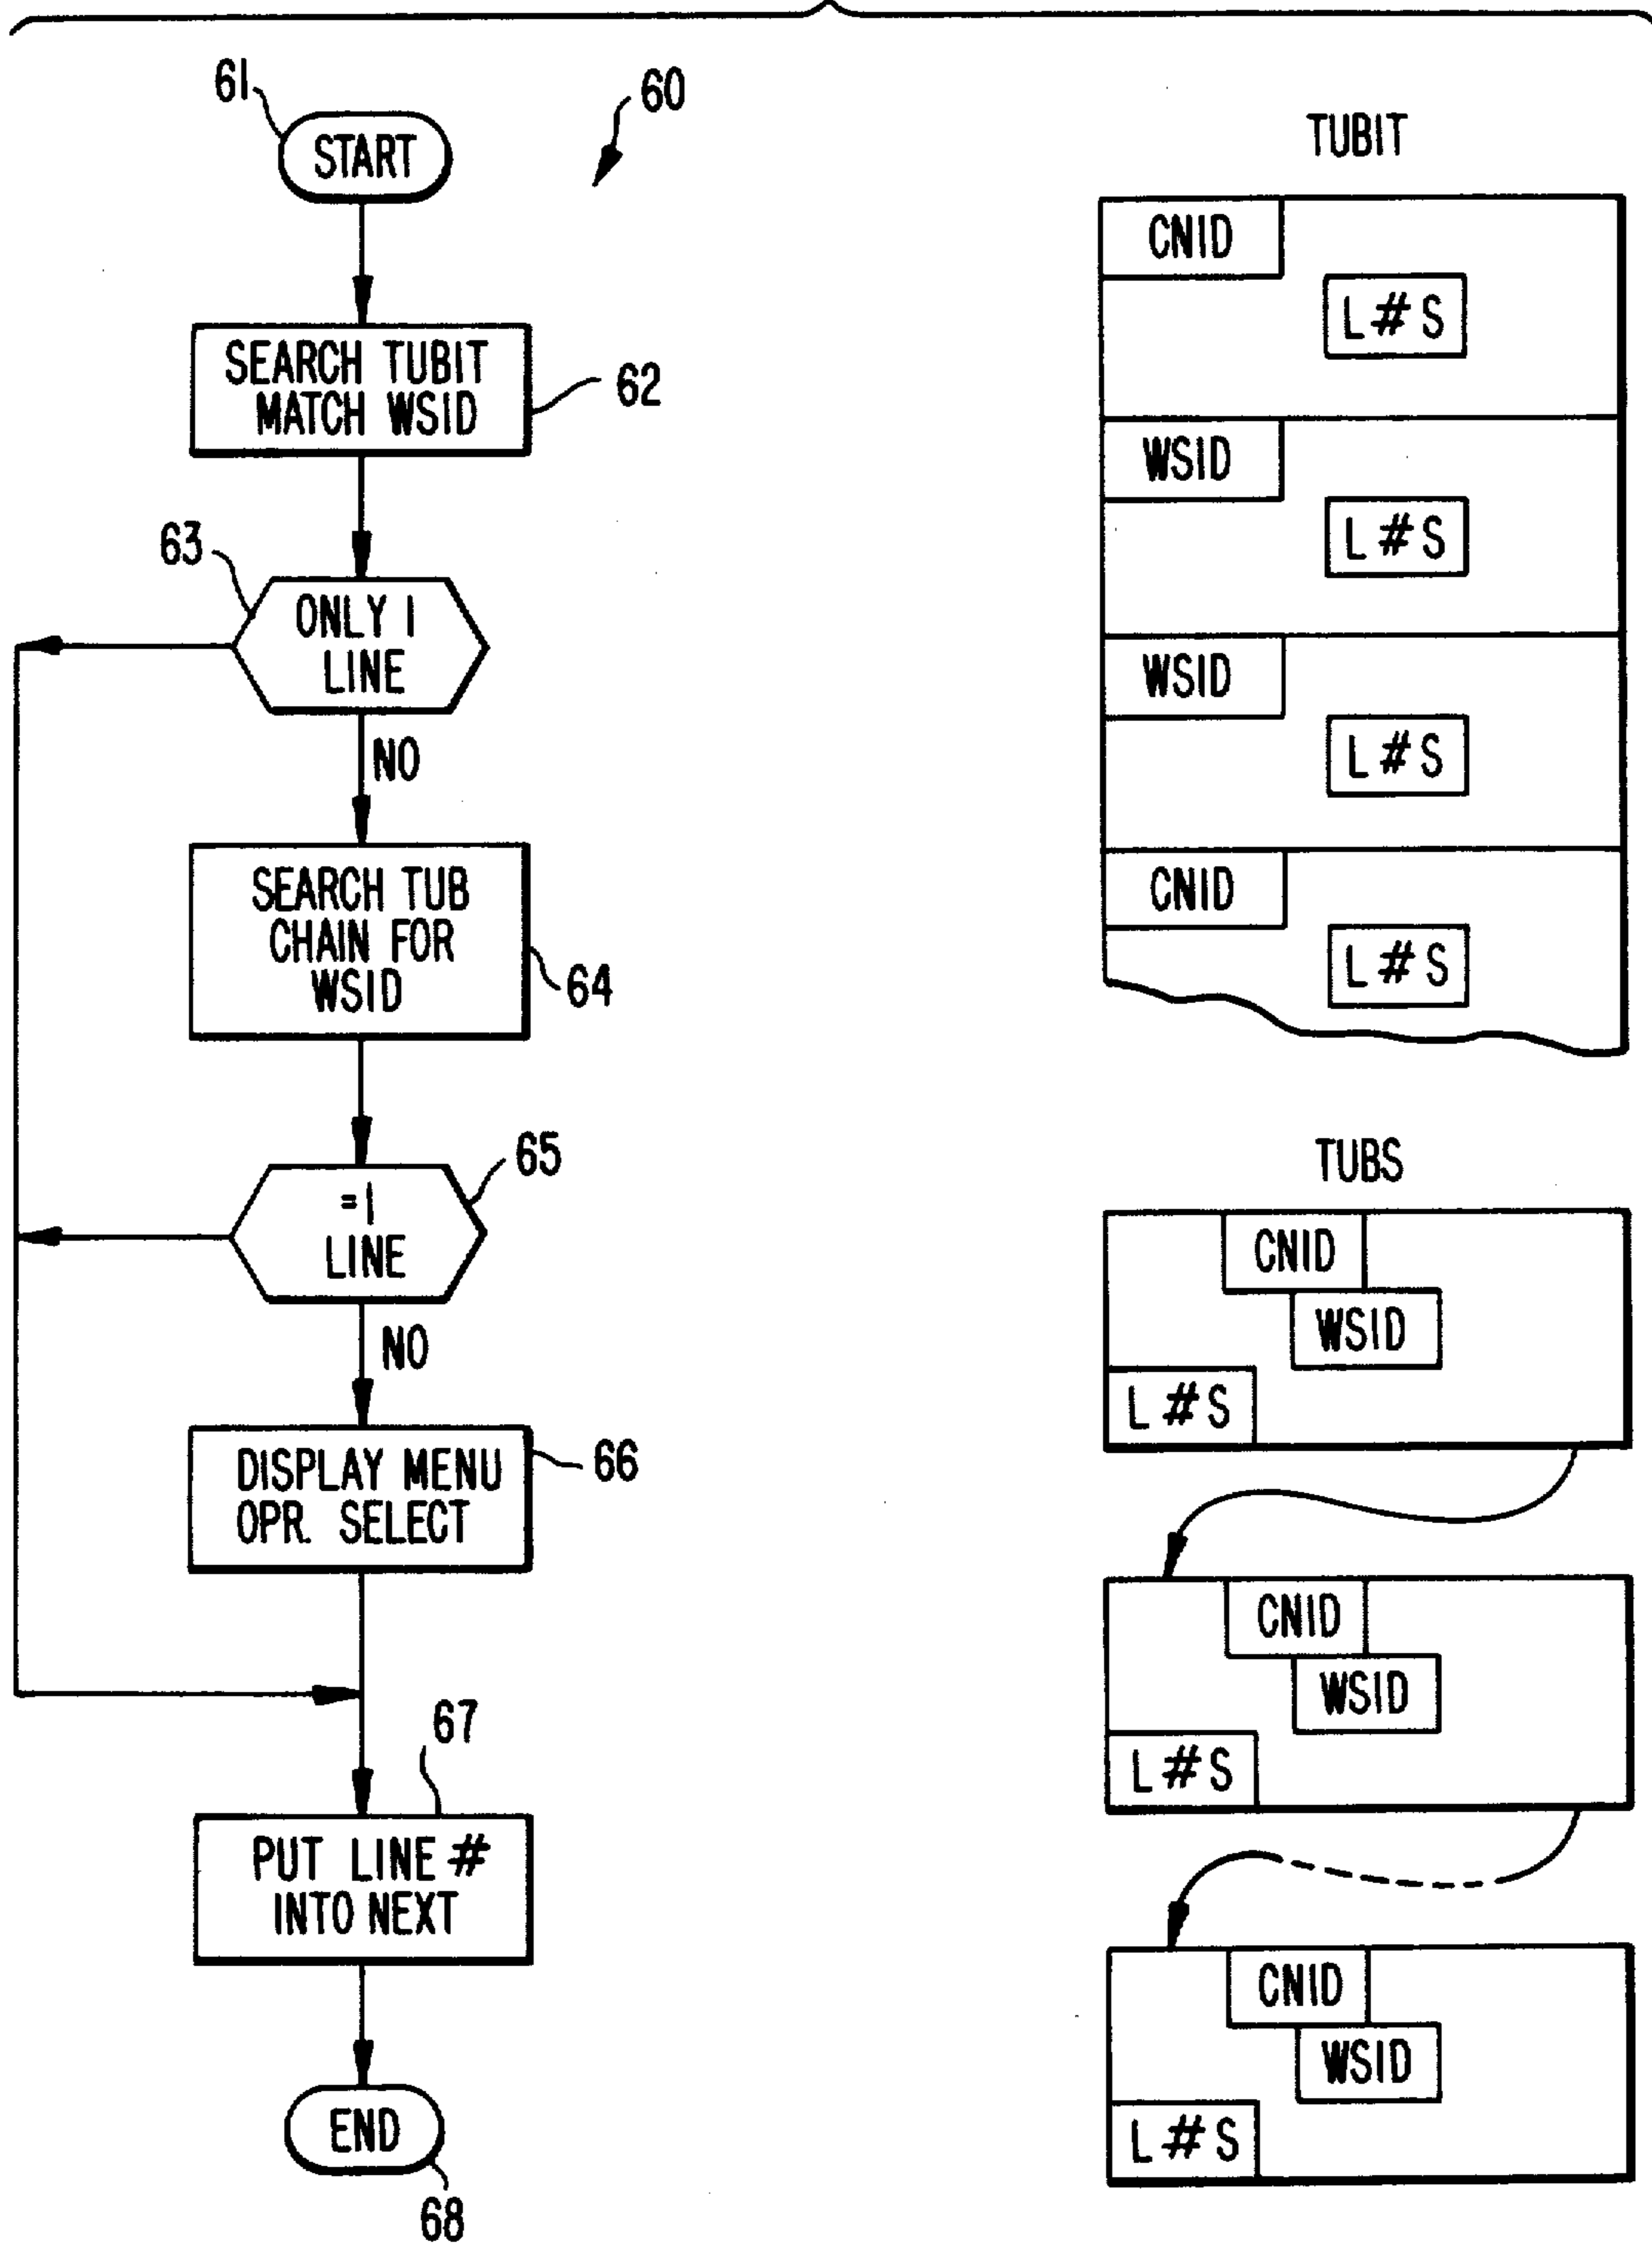 61
60
START
SEARCH TUBIT
MATCH WSID
62
63
ONLY 1
LINE
NO
SEARCH TUB
CHAIN FOR
WSID
64
65
=1
LINE
NO
DISPLAY MENU
OPR. SELECT
66
67
PUT LINE #
INTO NEXT
END
68
TUBIT
CNID
L#S
WSID
L#S
WSID
L#S
CNID
L#S
TUBS
CNID
WSID
L#S
CNID
WSID
L#S
CNID
WSID
L#S